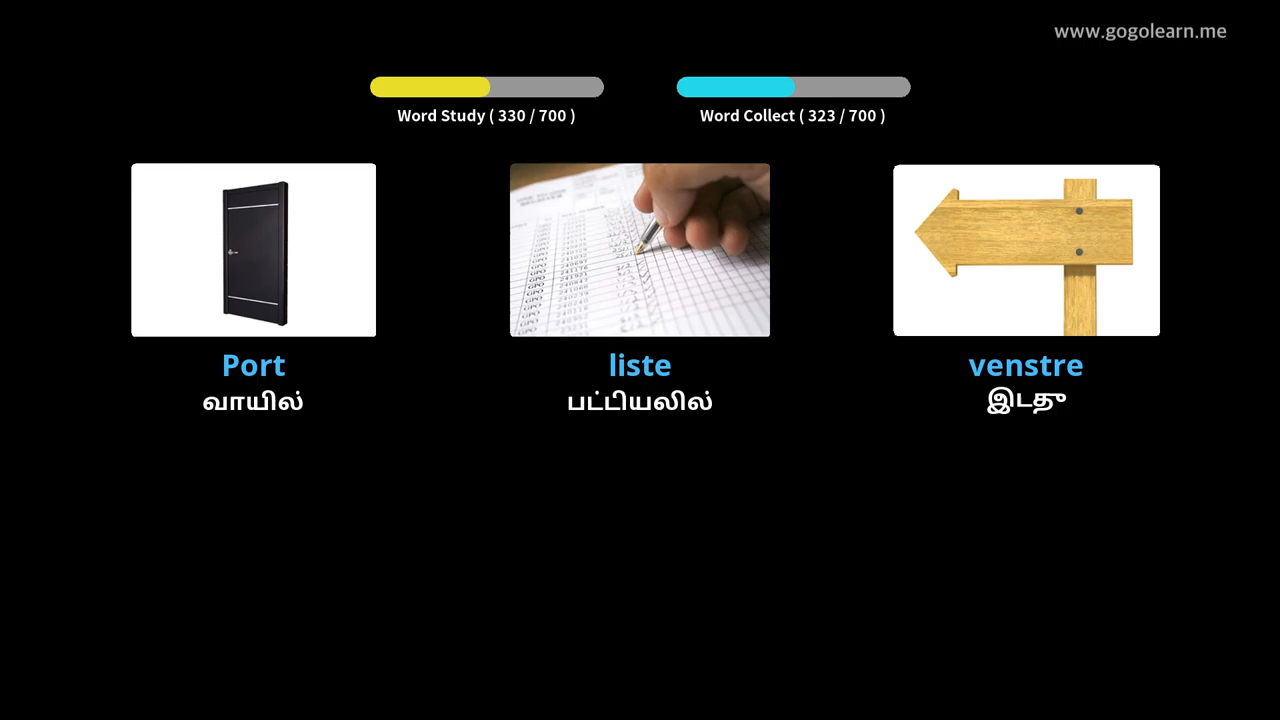 www.gogolearn.me
Word Study ( 330 / 700 )
Word Collect ( 323 / 700 )
Port
வாயில்
liste
பட்டியலில்
venstre
இடது